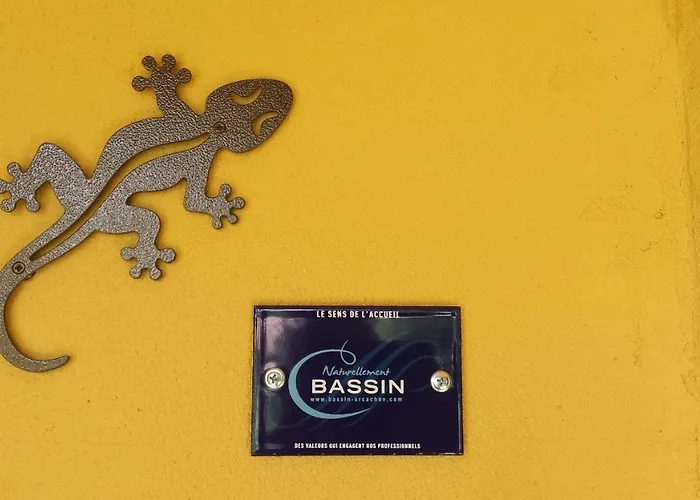 LE SENS DE L'ACCUEIL
Naturellement
BASSIN
www.bassin-arcachon.com
DES VALEURS QUI ENGAGENT NOS PROFESSIONNELS